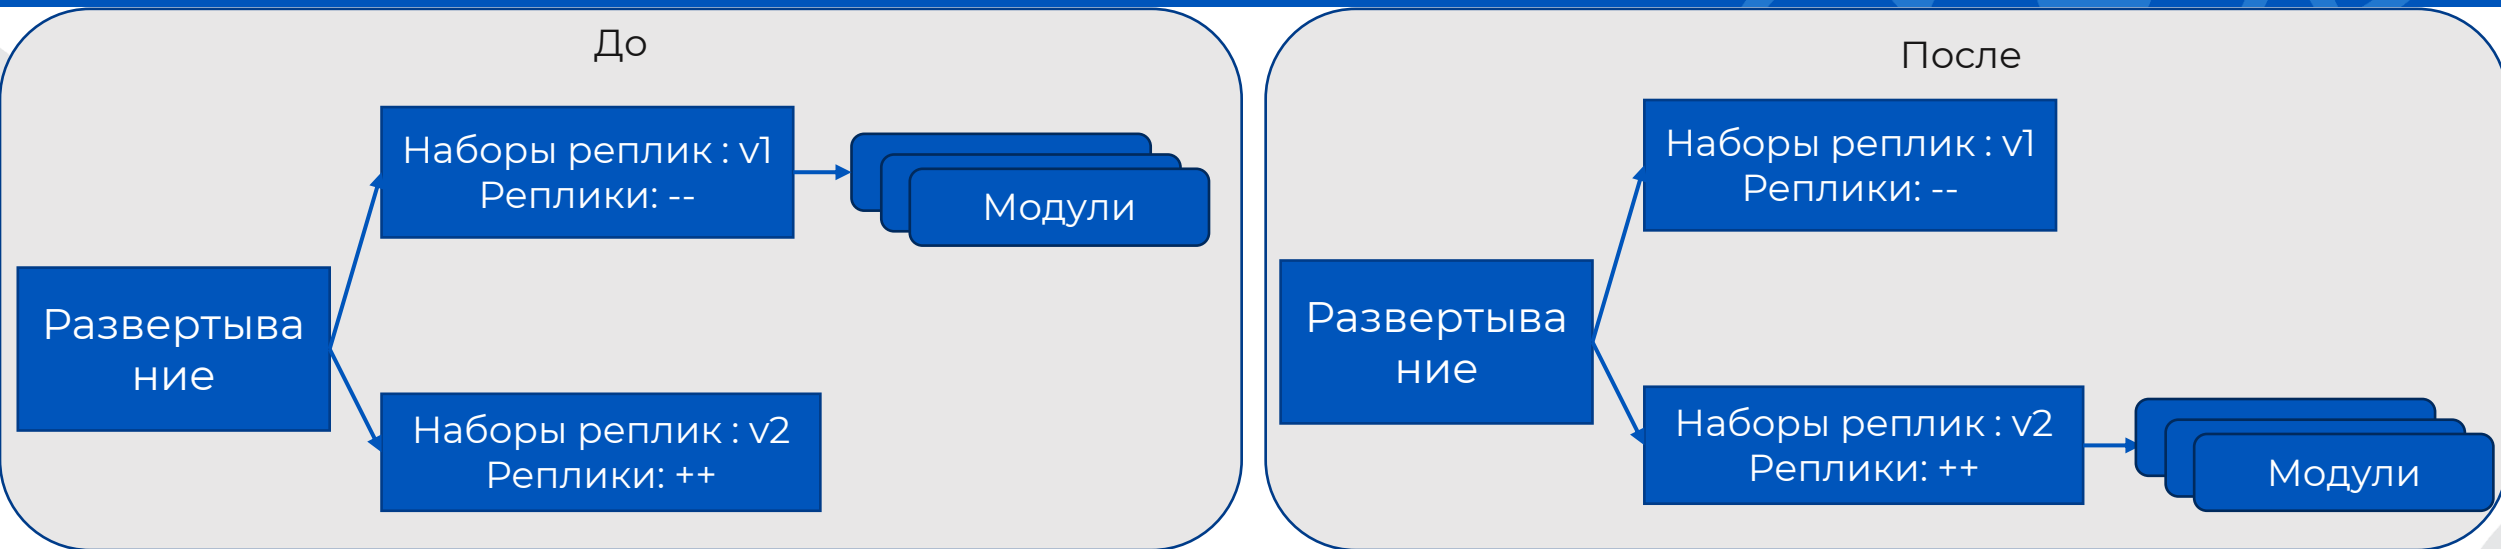 До
Наборы реплик : v1
Реплики: --
Модули
Развертыва
ние
Наборы реплик : v2
Реплики: ++
После
Наборы реплик : v1
Реплики: --
Развертыва
ние
Наборы реплик : v2
Реплики: ++
Модули